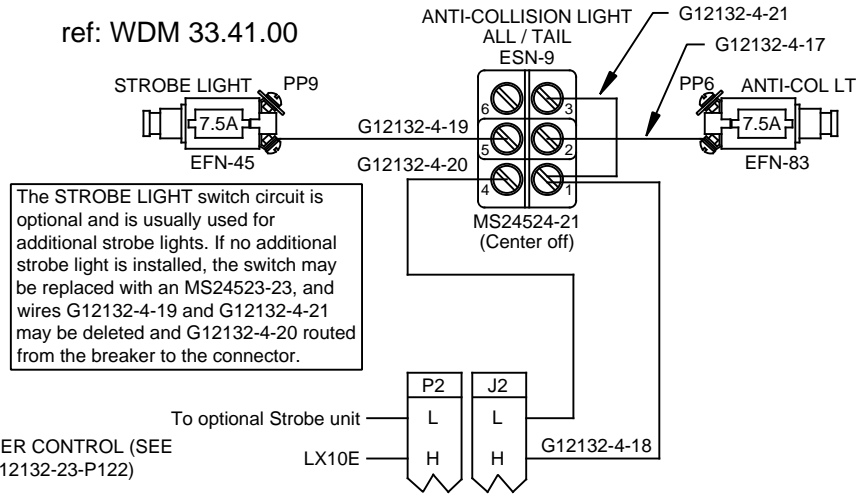 ref: WDM 33.41.00
ANTI-COLLISION LIGHT
ALL / TAIL
ESN-9
G12132-4-21
G12132-4-17
STROBE LIGHT
PP9
7.5A
EFN-45
G12132-4-19
G12132-4-20
6
3
5
2
4
1
MS24524-21
(Center off)
PP6
ANTI-COL LT
7.5A
EFN-83
The STROBE LIGHT switch circuit is
optional and is usually used for
additional strobe lights. If no additional
strobe light is installed, the switch may
be replaced with an MS24523-23, and
wires G12132-4-19 and G12132-4-21
may be deleted and G12132-4-20 routed
from the breaker to the connector.
P2
J2
To optional Strobe unit
L
L
ER CONTROL (SEE
12132-23-P122)
LX10E
H
H
G12132-4-18